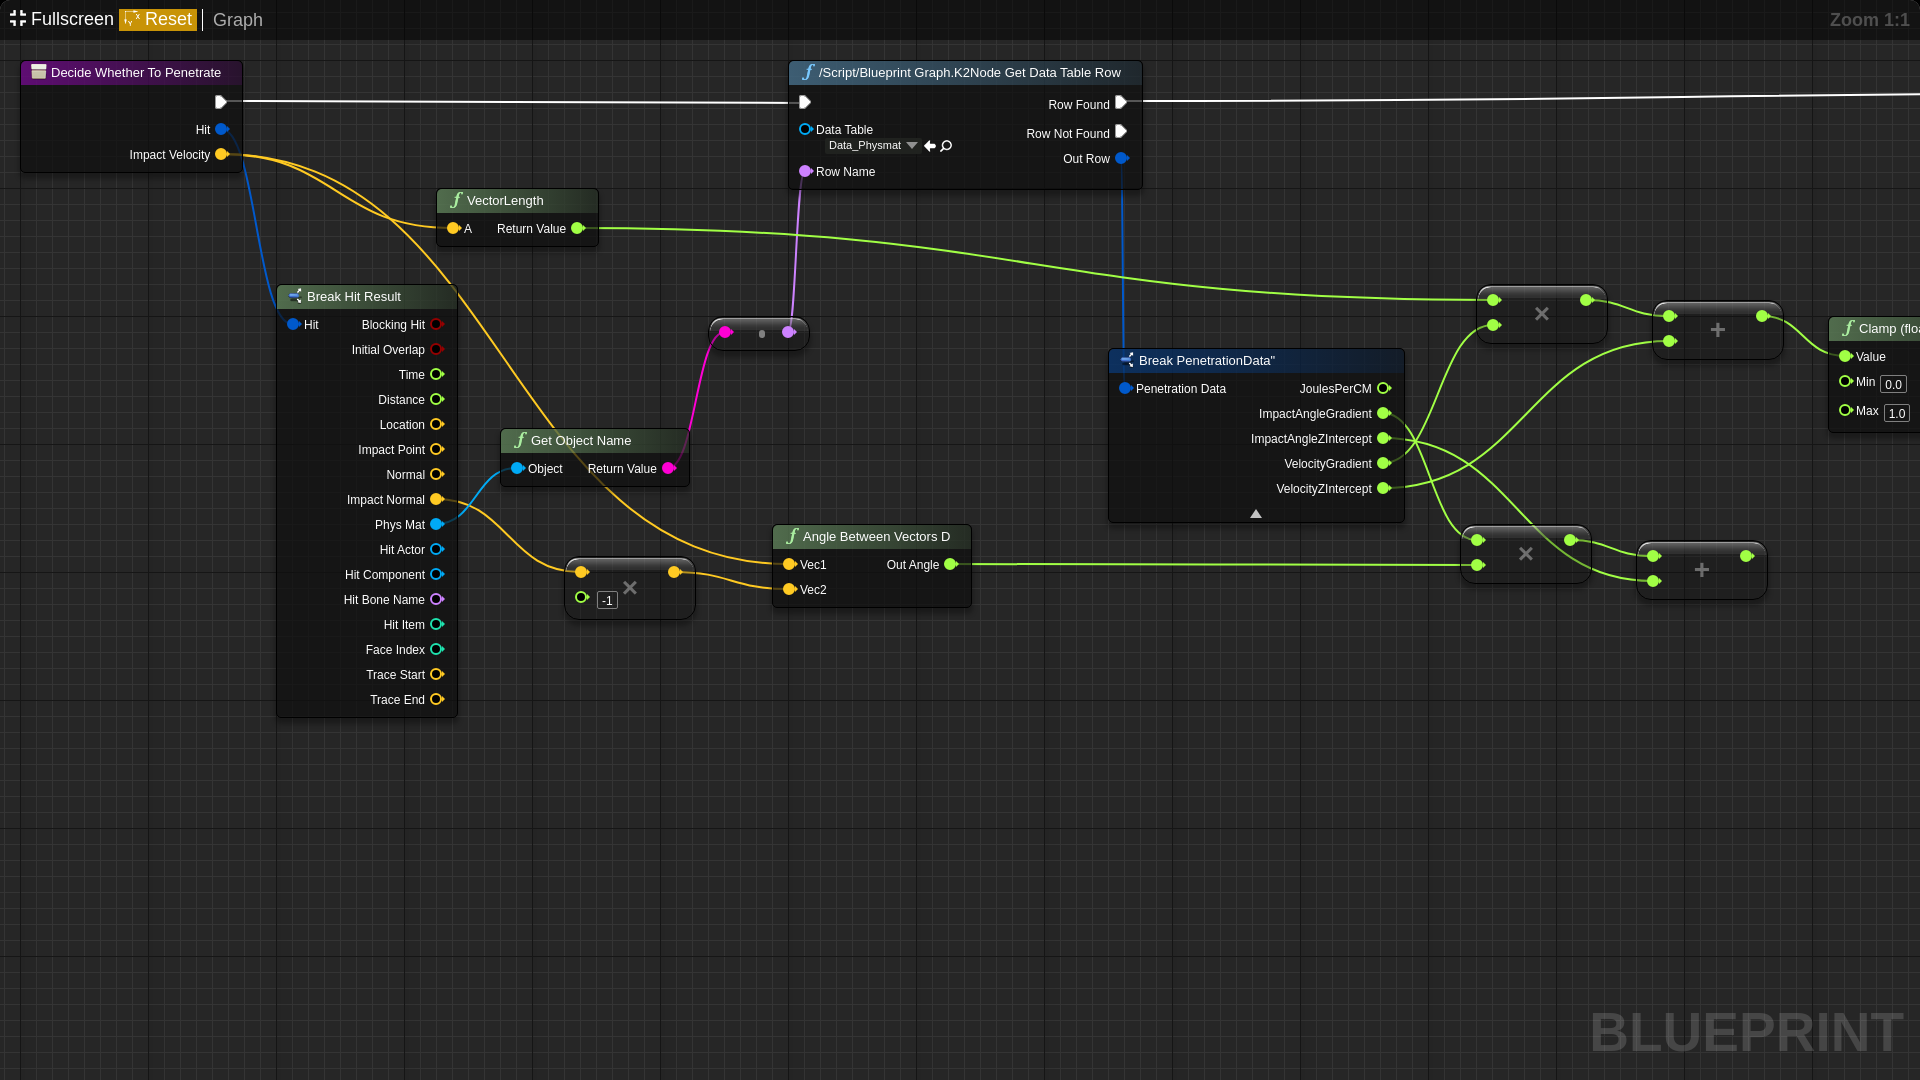 Fullscreen Reset Graph Zoom 1:1
Decide Whether To Penetrate
Hit
Impact Velocity
f /Script/Blueprint Graph.K2Node Get Data Table Row
Row Found
Data Table
Row Not Found
Data_Physmat
Out Row
Row Name
f VectorLength
A Return Value
Break Hit Result
Hit Blocking Hit
Initial Overlap
Time
Distance
Location
Impact Point
Normal
Impact Normal
Phys Mat
Hit Actor
Hit Component
Hit Bone Name
Hit Item
Face Index
Trace Start
Trace End
f Get Object Name
Object Return Value
×
-1
f Angle Between Vectors D
Vec1 Out Angle
Vec2
Break PenetrationData"
Penetration Data JoulesPerCM
ImpactAngleGradient
ImpactAngleZIntercept
VelocityGradient
VelocityZIntercept
×
+
f Clamp (floa
Value
Min 0.0
Max 1.0
×
+
BLUEPRINT